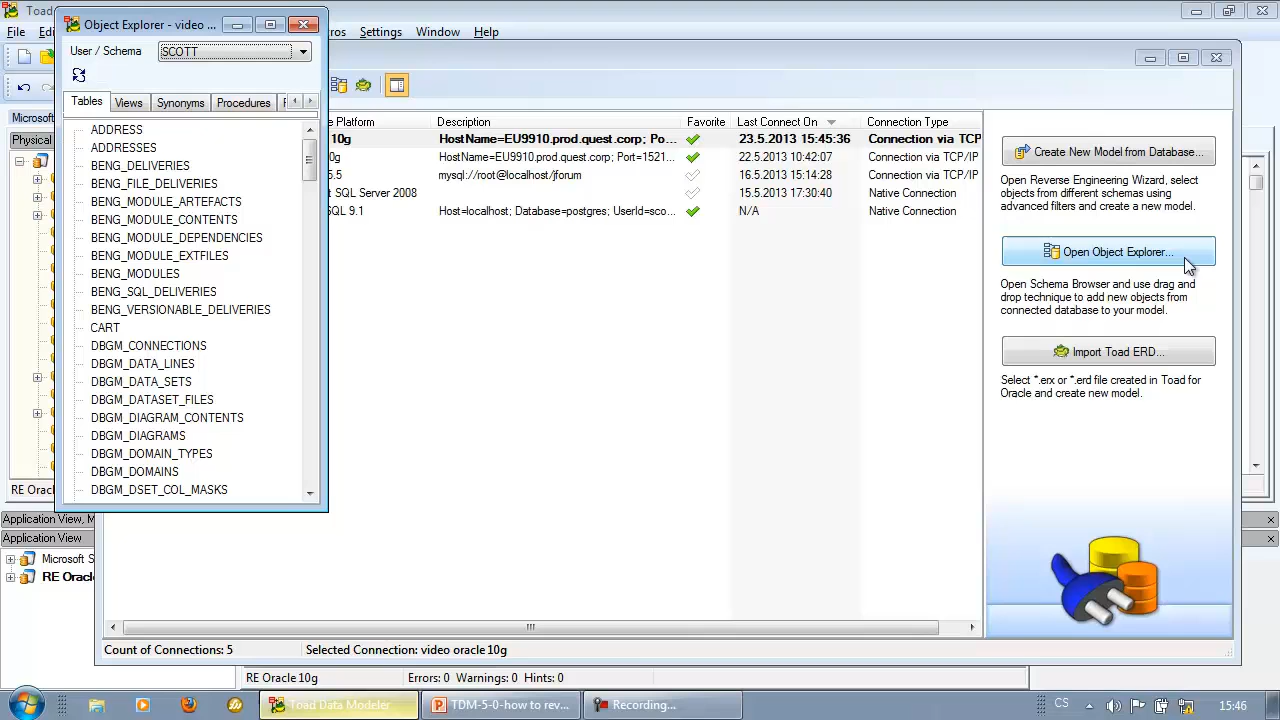 Toad
Object Explorer - video ...
File
Edi
ros
Settings
Window
Help
User / Schema
SCOTT
Tables
Views
Synonyms
Procedures
ADDRESS
ADDRESSES
BENG_DELIVERIES
BENG_FILE_DELIVERIES
BENG_MODULE_ARTEFACTS
BENG_MODULE_CONTENTS
BENG_MODULE_DEPENDENCIES
BENG_MODULE_EXTFILES
BENG_MODULES
BENG_SQL_DELIVERIES
BENG_VERSIONABLE_DELIVERIES
CART
DBGM_CONNECTIONS
DBGM_DATA_LINES
DBGM_DATA_SETS
DBGM_DATASET_FILES
DBGM_DIAGRAM_CONTENTS
DBGM_DIAGRAMS
DBGM_DOMAIN_TYPES
DBGM_DOMAINS
DBGM_DSET_COL_MASKS
Microsoft
Physical
RE Orac
e Platform Description Favorite Last Connect On Connection Type
10g HostName=EU9910.prod.quest.corp; Po... 23.5.2013 15:45:36 Connection via TCP
0g HostName=EU9910.prod.quest.corp; Port=1521... 22.5.2013 10:42:07 Connection via TCP/IP
5.5 mysql://root@localhost/jforum 16.5.2013 15:14:28 Connection via TCP/IP
t SQL Server 2008 15.5.2013 17:30:40 Native Connection
SQL 9.1 Host=localhost; Database=postgres; UserId=sco... N/A Native Connection
Create New Model from Database...
Open Reverse Engineering Wizard, select
objects from different schemas using
advanced filters and create a new model.
Open Object Explorer...
Open Schema Browser and use drag and
drop technique to add new objects from
connected database to your model.
Import Toad ERD...
Select *.erx or *.erd file created in Toad for
Oracle and create new model.
Application View, M
Application View
Microsoft S
RE Oracle
Count of Connections: 5
Selected Connection: video oracle 10g
RE Oracle 10g
Errors: 0 Warnings: 0 Hints: 0
Toad Data Modeler
TDM-5-0-how to rev...
Recording...
CS
15:46